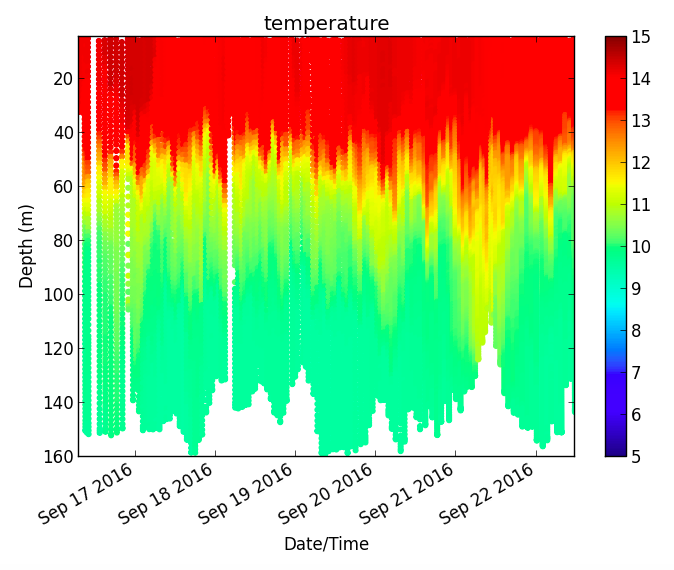 temperature
Depth (m)
20
40
60
80
100
120
140
160
Sep 17 2016
Sep 18 2016
Sep 19 2016
Sep 20 2016
Sep 21 2016
Sep 22 2016
Date/Time
15
14
13
12
11
10
9
8
7
6
5